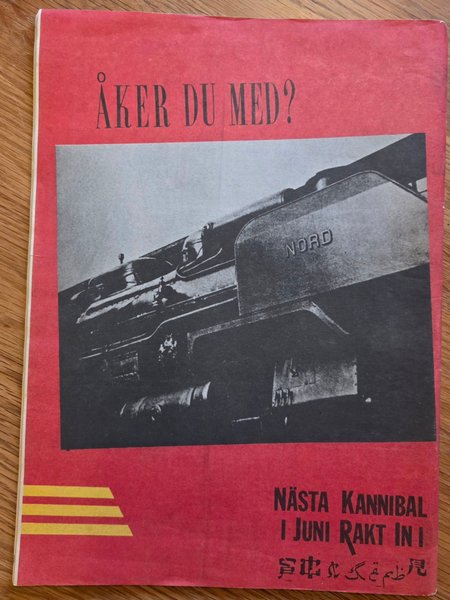 ÅKER DU MED?
NORD
NÄSTA KANNIBAL
I JUNI RAKT IN I